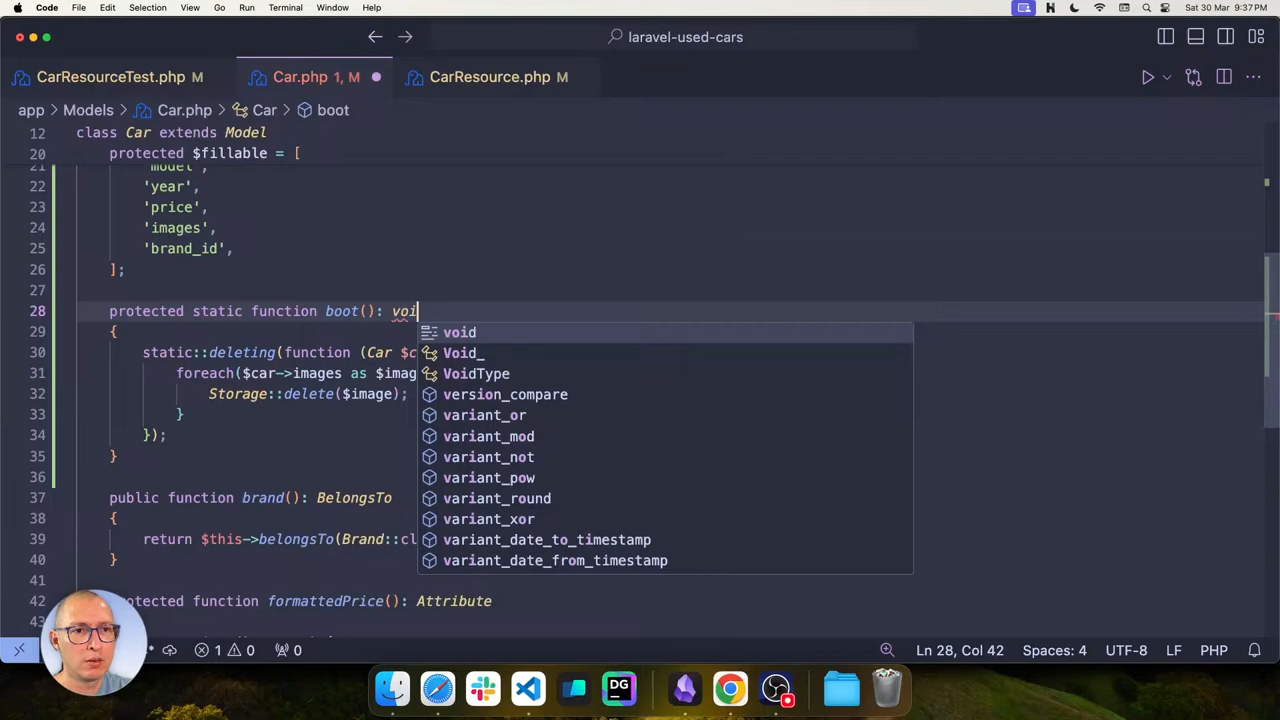 Code File Edit Selection View Go Run Terminal Window Help Sat 30 Mar 9:37 PM
laravel-used-cars
CarResourceTest.php M Car.php 1, M CarResource.php M
app > Models > Car.php > Car > boot
12 class Car extends Model
20 protected $fillable = [
21 'model',
22 'year',
23 'price',
24 'images',
25 'brand_id',
26 ];
27
28 protected static function boot(): voi
29 {
30 static::deleting(function (Car $c
31 foreach($car->images as $imag
32 Storage::delete($image);
33 }
34 });
35 }
36
37 public function brand(): BelongsTo
38 {
39 return $this->belongsTo(Brand::cl
40 }
41
42 protected function formattedPrice(): Attribute
43
void
Void_
VoidType
version_compare
variant_or
variant_mod
variant_not
variant_pow
variant_round
variant_xor
variant_date_to_timestamp
variant_date_from_timestamp
1 0 0 Ln 28, Col 42 Spaces: 4 UTF-8 LF PHP
DG